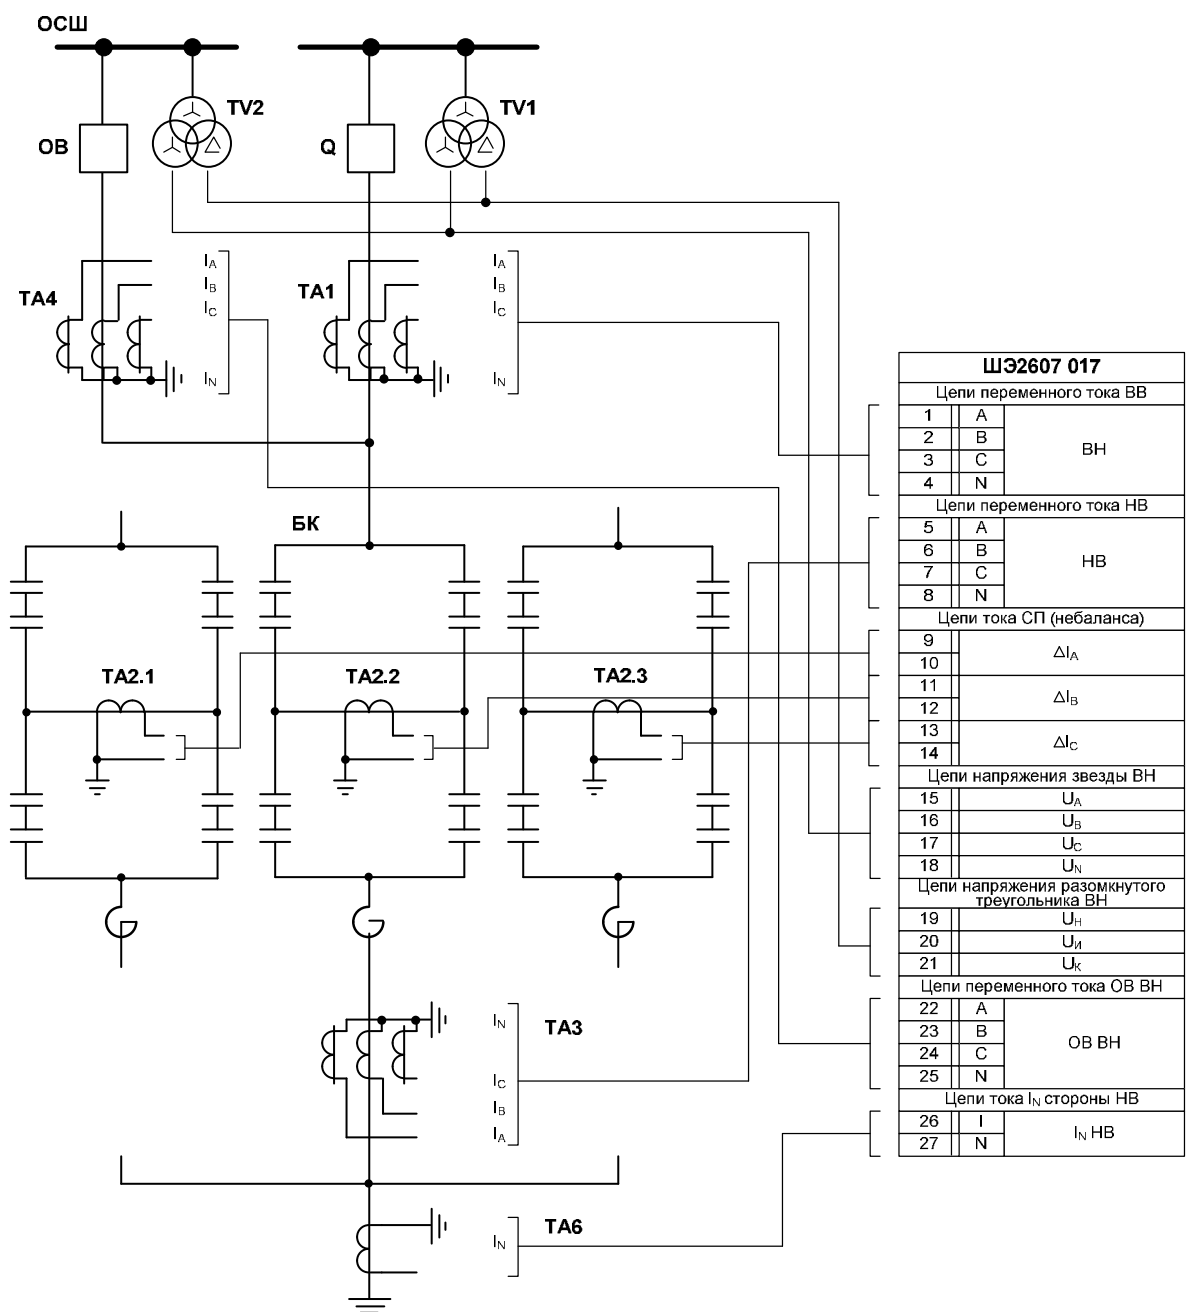 ОСШ
TV2
TV1
ОВ
Q
IA
IB
IC
IN
TA4
IA
IB
IC
IN
TA1
БК
TA2.1
TA2.2
TA2.3
IN
IC
IB
IA
TA3
IN
TA6
ШЭ2607 017
Цепи переменного тока ВВ
1 A
2 B
3 C
4 N
ВН
Цепи переменного тока НВ
5 A
6 B
7 C
8 N
НВ
Цепи тока СП (небаланса)
9
10
ΔIA
11
12
ΔIB
13
14
ΔIC
Цепи напряжения звезды ВН
15 UA
16 UB
17 UC
18 UN
Цепи напряжения разомкнутого
треугольника ВН
19 UН
20 UИ
21 UК
Цепи переменного тока ОВ ВН
22 A
23 B
24 C
25 N
ОВ ВН
Цепи тока IN стороны НВ
26 I
27 N
IN НВ